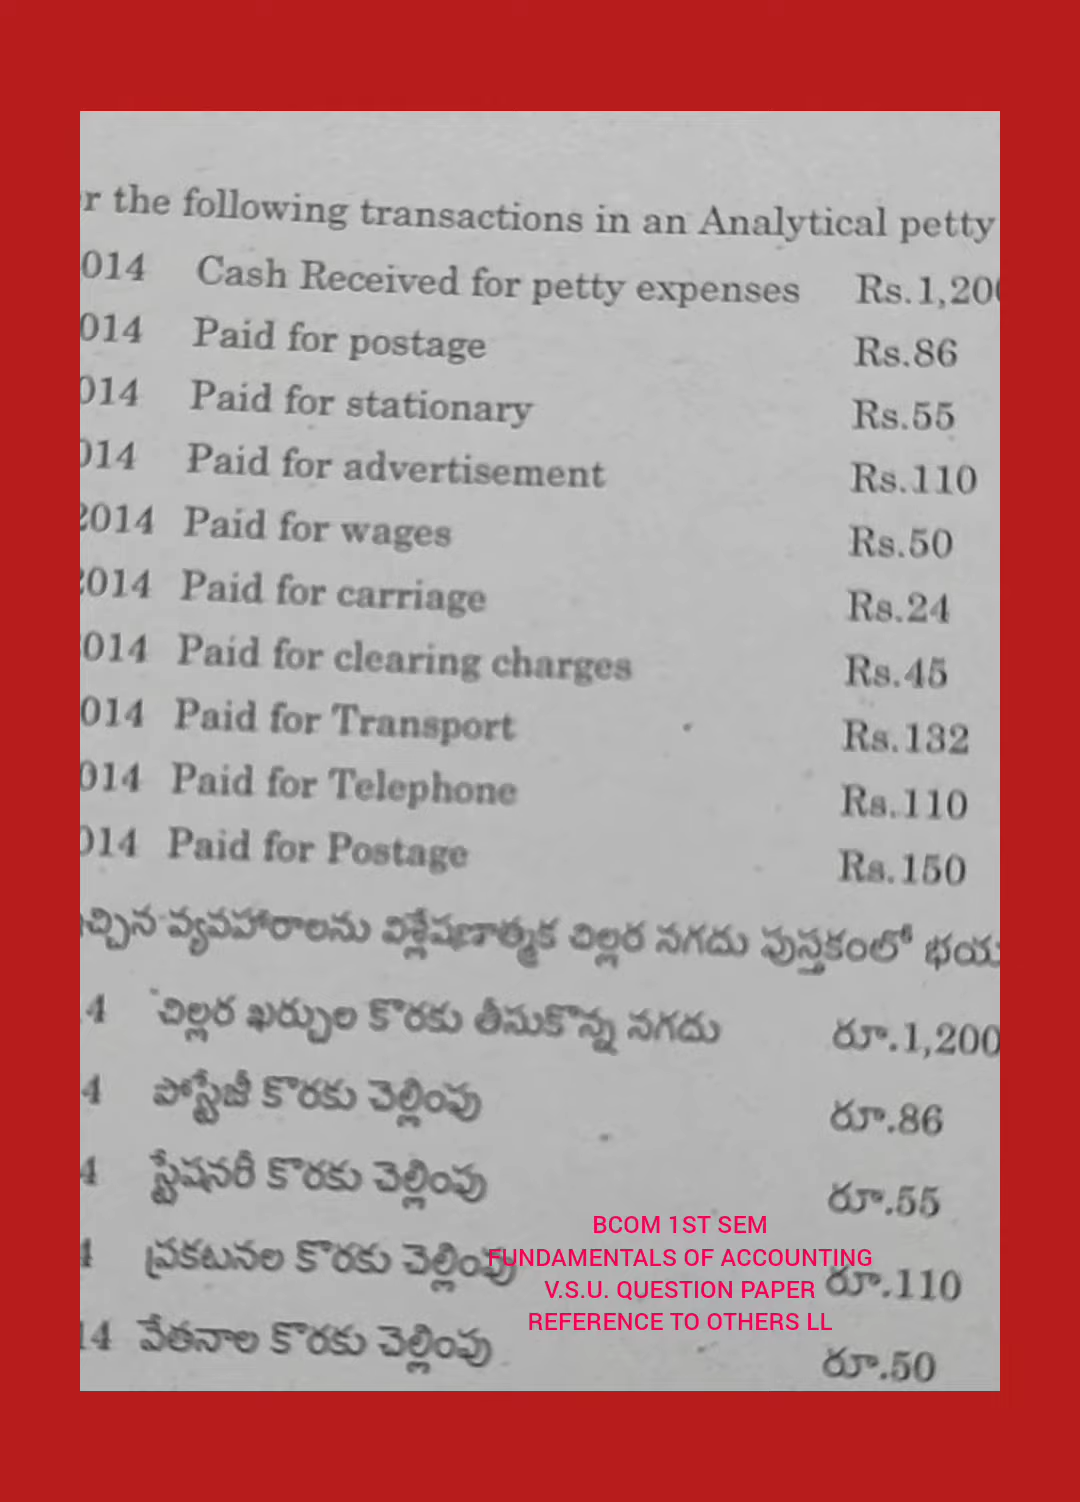 r the following transactions in an Analytical petty
014 Cash Received for petty expenses Rs.1,200
014 Paid for postage Rs.86
014 Paid for stationary Rs.55
014 Paid for advertisement Rs.110
2014 Paid for wages Rs.50
2014 Paid for carriage Rs.24
014 Paid for clearing charges Rs.45
014 Paid for Transport Rs.132
014 Paid for Telephone Rs.110
014 Paid for Postage Rs.150
చ్చిన వ్యవహారాలను విశ్లేషణాత్మక చిల్లర నగదు పుస్తకంలో భయ
4 చిల్లర ఖర్చుల కొరకు తీసుకొన్న నగదు రూ.1,200
4 పోస్టేజీ కొరకు చెల్లింపు రూ.86
4 స్టేషనరీ కొరకు చెల్లింపు రూ.55
4 ప్రకటనల కొరకు చెల్లింపు రూ.110
14 వేతనాల కొరకు చెల్లింపు రూ.50
BCOM 1ST SEM
FUNDAMENTALS OF ACCOUNTING
V.S.U. QUESTION PAPER
REFERENCE TO OTHERS LL